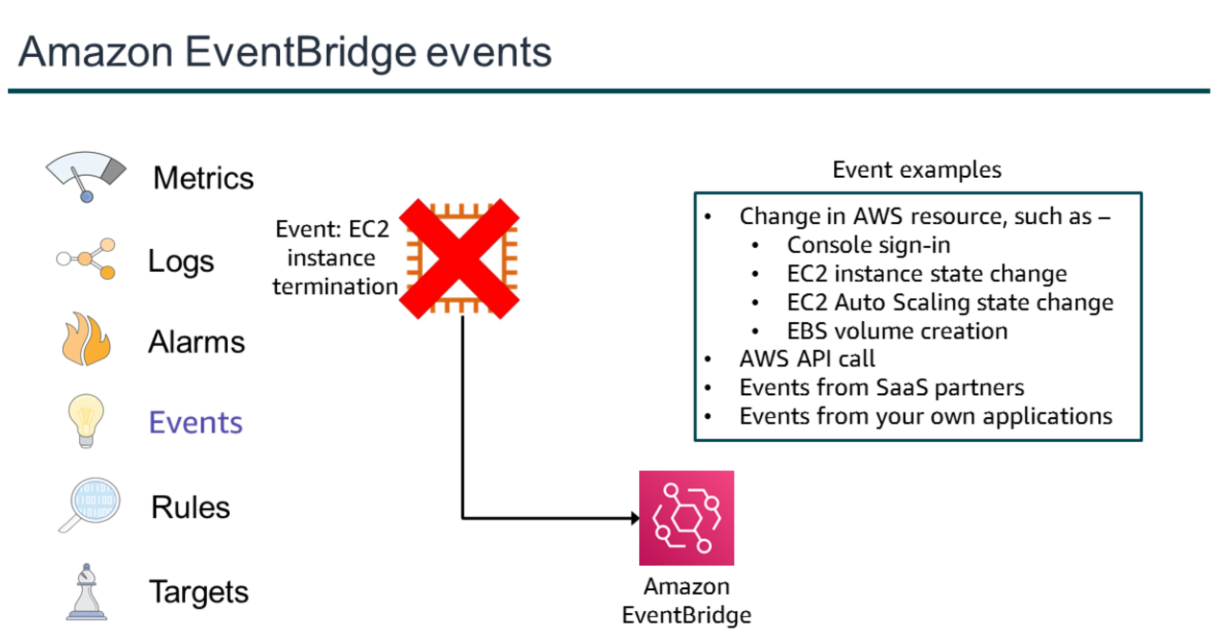 Amazon EventBridge events
Metrics
Logs
Alarms
Events
Rules
Targets
Event: EC2
instance
termination
Event examples
• Change in AWS resource, such as –
• Console sign-in
• EC2 instance state change
• EC2 Auto Scaling state change
• EBS volume creation
• AWS API call
• Events from SaaS partners
• Events from your own applications
Amazon
EventBridge